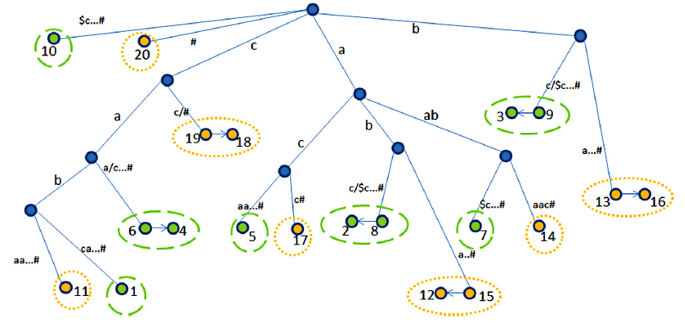 $c...#
10
#
20
c
a
b
a
c/#
19
18
c
b
ab
c/$c...#
3
9
b
a/c...#
aa...#
c#
c/$c...#
$c...#
aac#
a...#
6
4
5
17
2
8
7
14
13
16
aa...#
ca...#
11
1
a..#
12
15